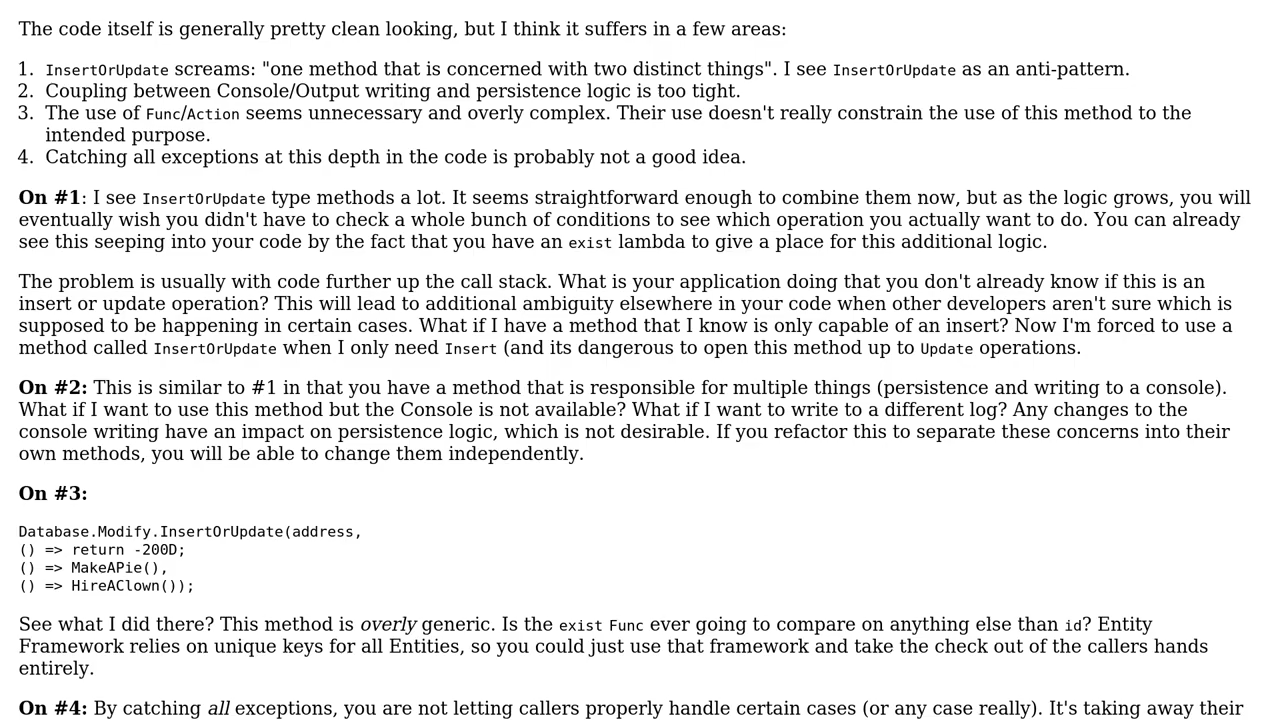 The code itself is generally pretty clean looking, but I think it suffers in a few areas:
1. InsertOrUpdate screams: "one method that is concerned with two distinct things". I see InsertOrUpdate as an anti-pattern.
2. Coupling between Console/Output writing and persistence logic is too tight.
3. The use of Func/Action seems unnecessary and overly complex. Their use doesn't really constrain the use of this method to the
intended purpose.
4. Catching all exceptions at this depth in the code is probably not a good idea.
On #1: I see InsertOrUpdate type methods a lot. It seems straightforward enough to combine them now, but as the logic grows, you will
eventually wish you didn't have to check a whole bunch of conditions to see which operation you actually want to do. You can already
see this seeping into your code by the fact that you have an exist lambda to give a place for this additional logic.
The problem is usually with code further up the call stack. What is your application doing that you don't already know if this is an
insert or update operation? This will lead to additional ambiguity elsewhere in your code when other developers aren't sure which is
supposed to be happening in certain cases. What if I have a method that I know is only capable of an insert? Now I'm forced to use a
method called InsertOrUpdate when I only need Insert (and its dangerous to open this method up to Update operations.
On #2: This is similar to #1 in that you have a method that is responsible for multiple things (persistence and writing to a console).
What if I want to use this method but the Console is not available? What if I want to write to a different log? Any changes to the
console writing have an impact on persistence logic, which is not desirable. If you refactor this to separate these concerns into their
own methods, you will be able to change them independently.
On #3:
Database.Modify.InsertOrUpdate(address,
() => return -200D;
() => MakeAPie(),
() => HireAClown());
See what I did there? This method is overly generic. Is the exist Func ever going to compare on anything else than id? Entity
Framework relies on unique keys for all Entities, so you could just use that framework and take the check out of the callers hands
entirely.
On #4: By catching all exceptions, you are not letting callers properly handle certain cases (or any case really). It's taking away their